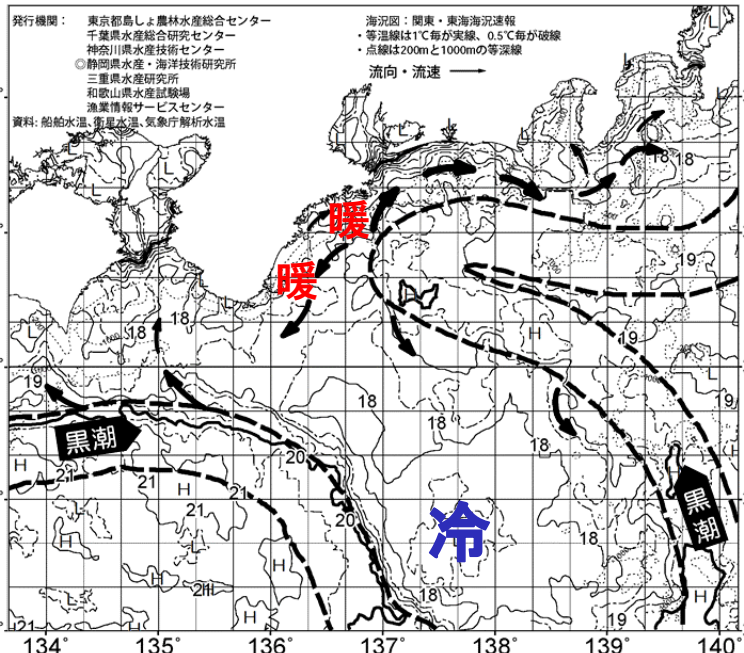 発行機関： 東京都島しょ農林水産総合センター
千葉県水産総合研究センター
神奈川県水産技術センター
◎静岡県水産・海洋技術研究所
三重県水産研究所
和歌山県水産試験場
漁業情報サービスセンター
資料: 船舶水温、衛星水温、気象庁解析水温
海況図：関東・東海海況速報
・等温線は1℃毎が実線、0.5℃毎が破線
・点線は200mと1000mの等深線
流向・流速
L
L
L
L
L
L
18
18
暖
暖
19
L
18
18
L
H
19
19
L
18
18
18
19
黒潮
20
H
21
21
21
H
20
冷
黒潮
H
L
18
H
H
H
21
18
H
H
19
21
134°
135°
136°
137°
138°
139°
140°